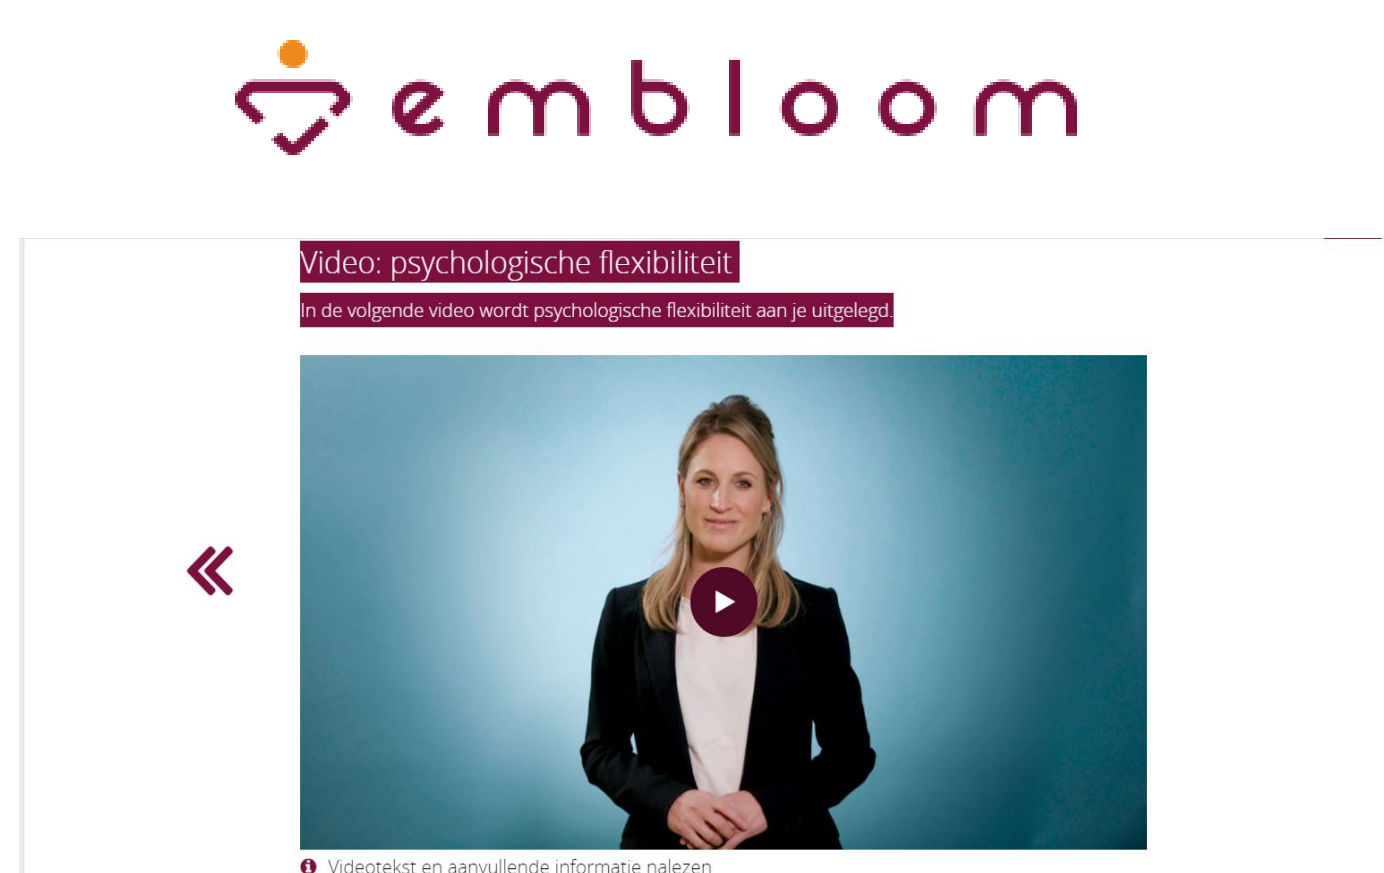 embloom
Video: psychologische flexibiliteit
In de volgende video wordt psychologische flexibiliteit aan je uitgelegd.
Videotekst en aanvullende informatie nalezen